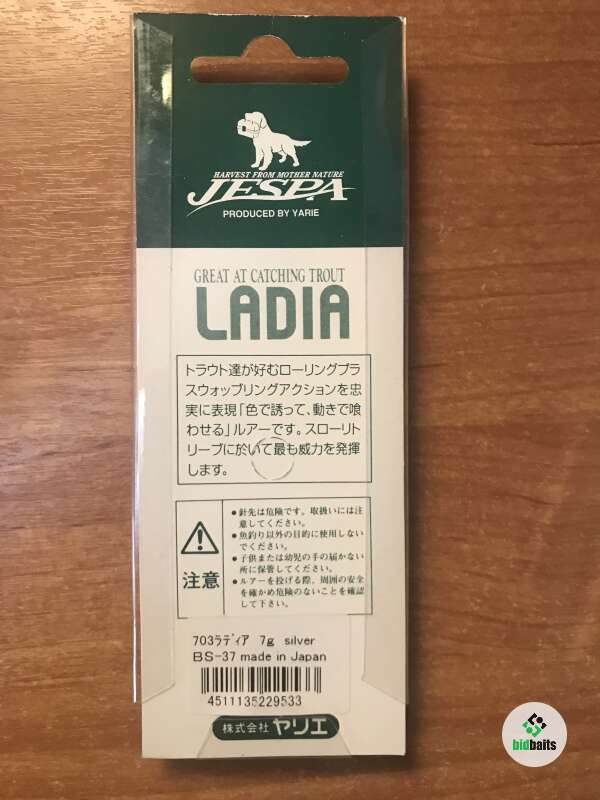 HARVEST FROM MOTHER NATURE
JESPA
PRODUCED BY YARIE
GREAT AT CATCHING TROUT
LADIA
トラウト達が好むローリングプラ
スウォッブリングアクションを忠
実に表現「色で誘って、動きで喰
わせる」ルアーです。スローリト
リーブに於いて最も威力を発揮
します。
注意
●針先は危険です。取扱いには注
意してください。
●魚釣り以外の目的に使用しない
でください。
●子供または幼児の手の届かない
所に保管してください。
●ルアーを投げる際、周囲の安全
を確かめ危険のないことを確認
して下さい。
703ラディア 7g silver
BS-37 made in Japan
4511135229533
株式会社 ヤリエ
bidbaits